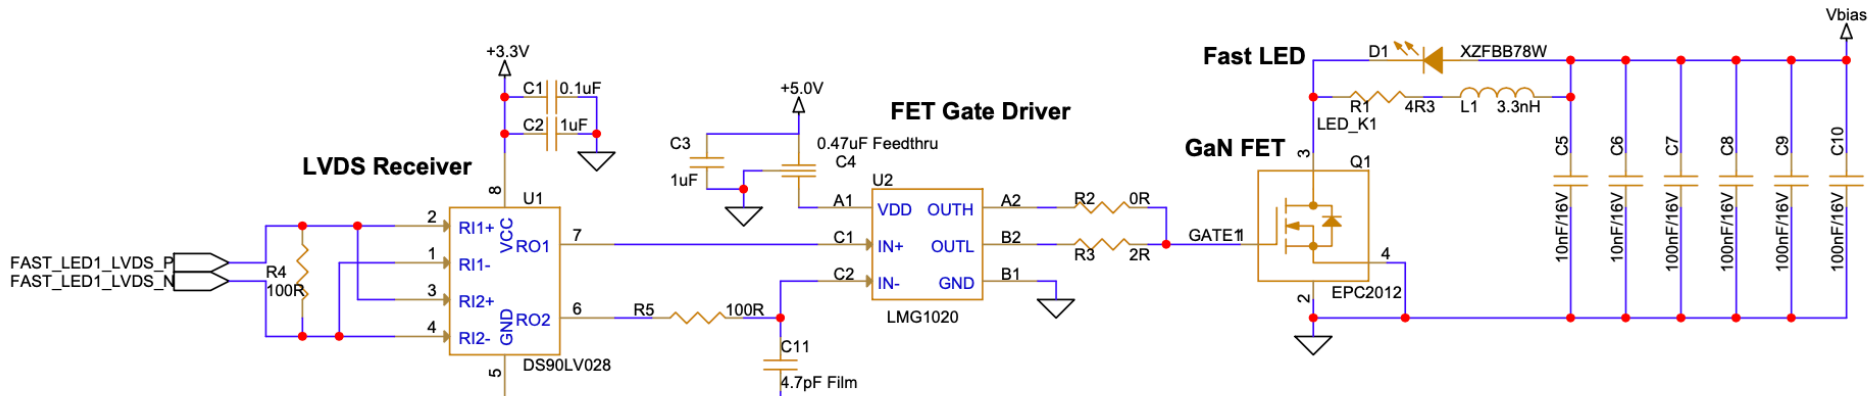 Vbias
+3.3V
Fast LED
D1
XZFBB78W
C1
0.1uF
+5.0V
FET Gate Driver
R1
4R3
L1
3.3nH
LED_K1
C2
1uF
C3
0.47uF Feedthru
C4
1uF
GaN FET
LVDS Receiver
C5
C6
C7
C8
C9
C10
10nF/16V
10nF/16V
100nF/16V
100nF/16V
100nF/16V
100nF/16V
3
Q1
8
U1
U2
A1
VDD
OUTH
A2
R2
0R
2
RI1+
VCC
RO1
7
C1
IN+
OUTL
B2
R3
2R
GATE1
1
4
1
RI1-
FAST_LED1_LVDS_P
FAST_LED1_LVDS_N
R4
100R
C2
IN-
GND
B1
EPC2012
2
3
RI2+
6
R5
100R
LMG1020
4
RI2-
GND
RO2
C11
4.7pF Film
DS90LV028
5